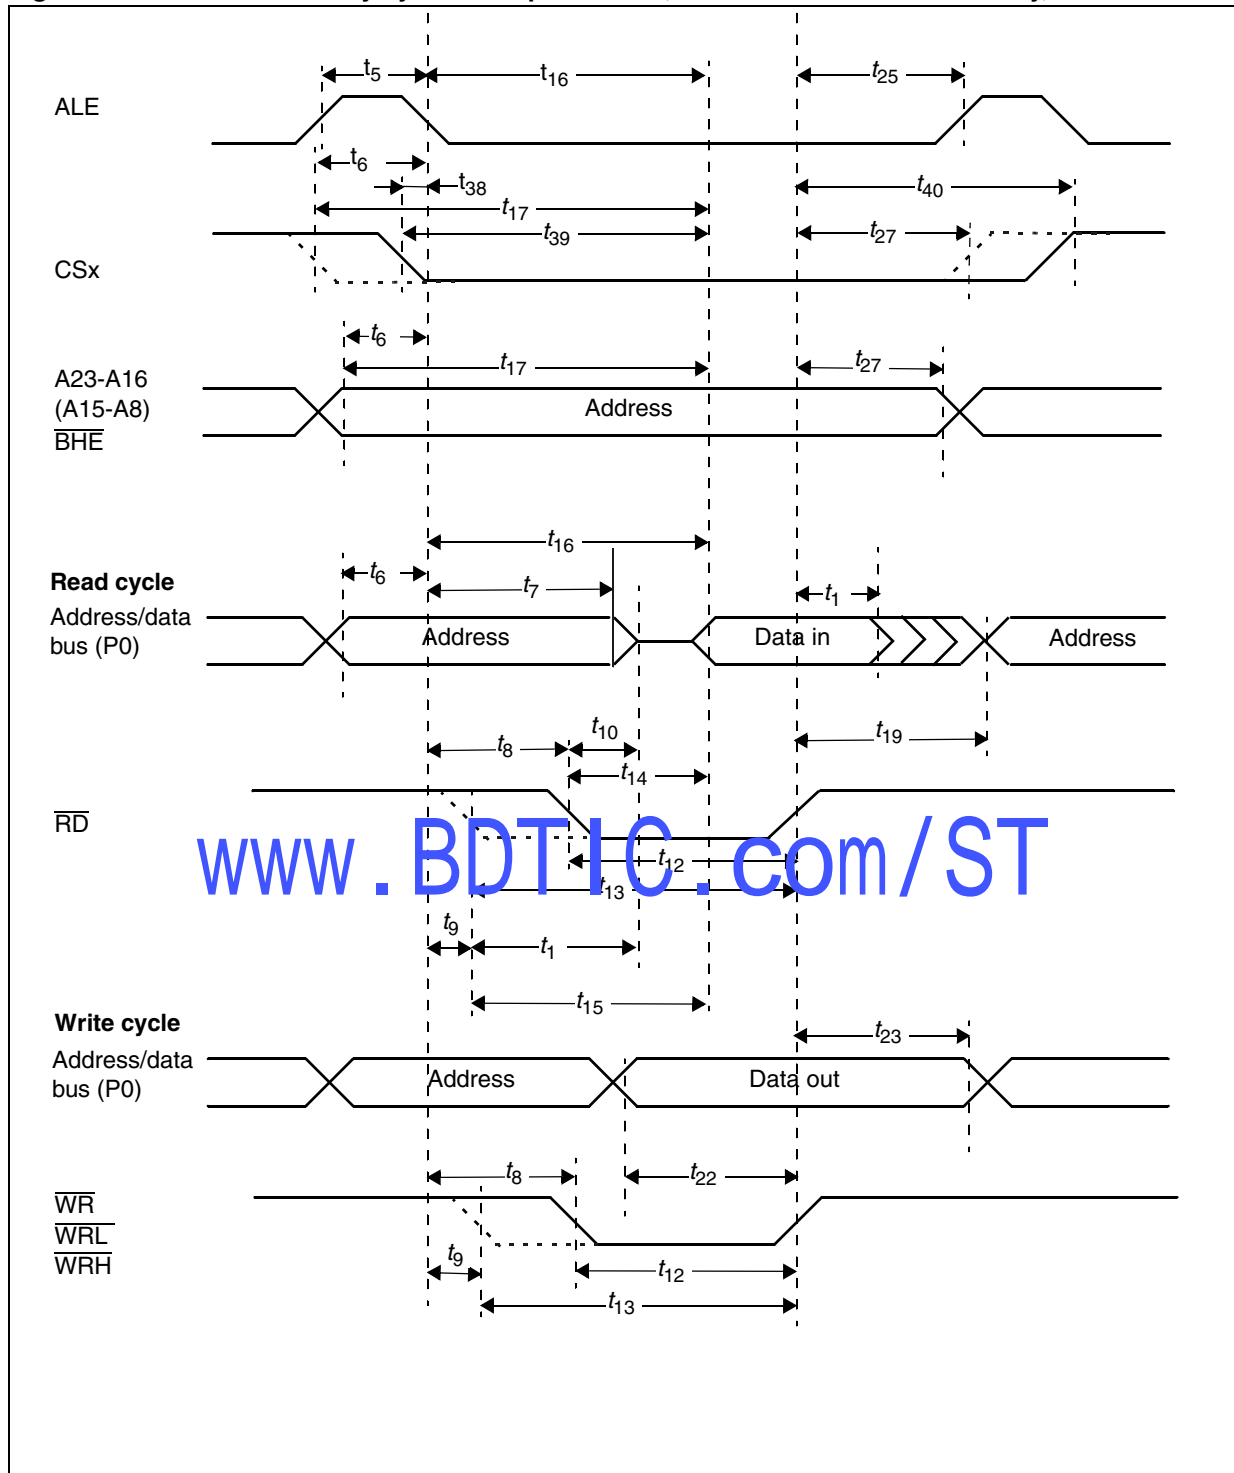 t5
t16
t25
ALE
t6
t38
t40
t17
t39
t27
CSx
t6
t17
t27
A23-A16
(A15-A8)
BHE
Address
t16
Read cycle
t6
t7
t1
Address/data
bus (P0)
Address
Data in
Address
t8
t10
t19
t14
RD
www.BDTIC.com/ST
t12
t13
t9
t1
t15
Write cycle
t23
Address/data
bus (P0)
Address
Data out
t8
t22
WR
WRL
WRH
t9
t12
t13